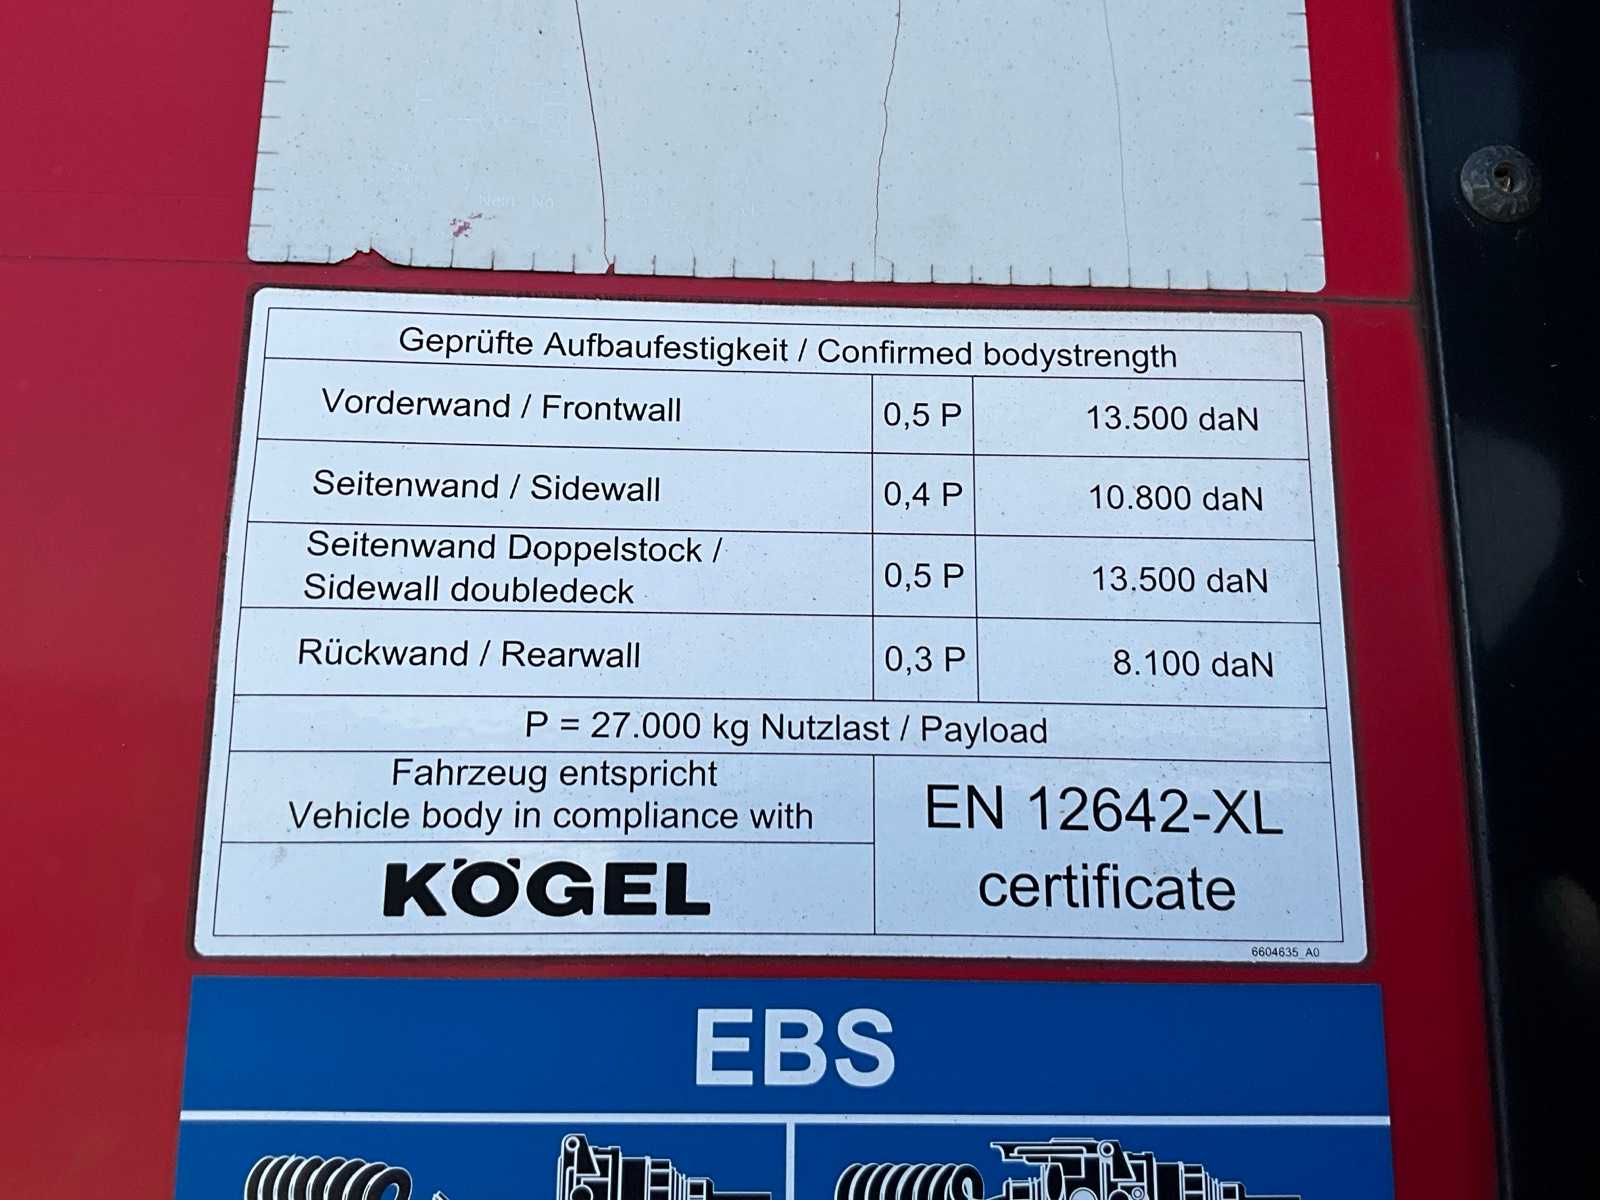 Geprüfte Aufbaufestigkeit / Confirmed bodystrength
Vorderwand / Frontwall 0,5 P 13.500 daN
Seitenwand / Sidewall 0,4 P 10.800 daN
Seitenwand Doppelstock /
Sidewall doubledeck 0,5 P 13.500 daN
Rückwand / Rearwall 0,3 P 8.100 daN
P = 27.000 kg Nutzlast / Payload
Fahrzeug entspricht
Vehicle body in compliance with
EN 12642-XL
certificate
KÖGEL
6604635_A0
EBS